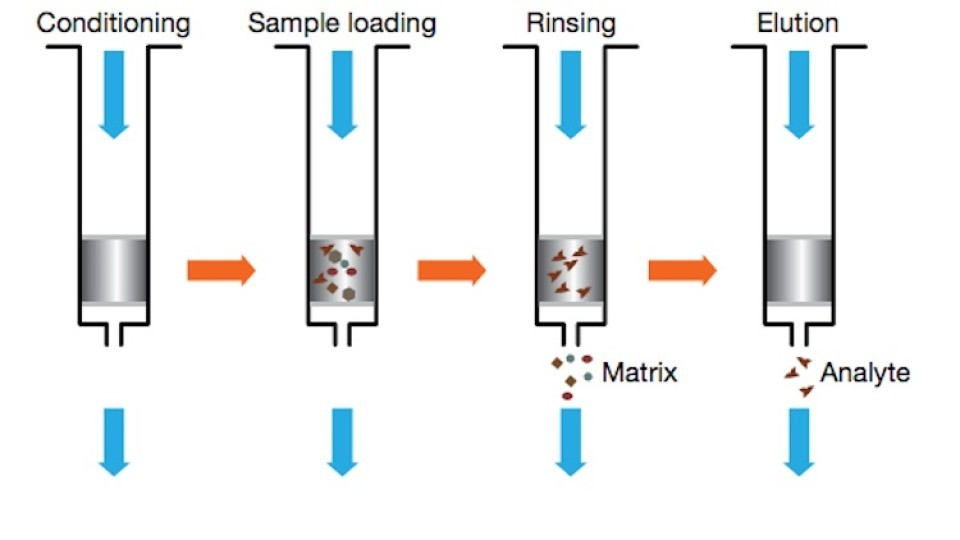 Conditioning
Sample loading
Rinsing
Elution
Matrix
Analyte